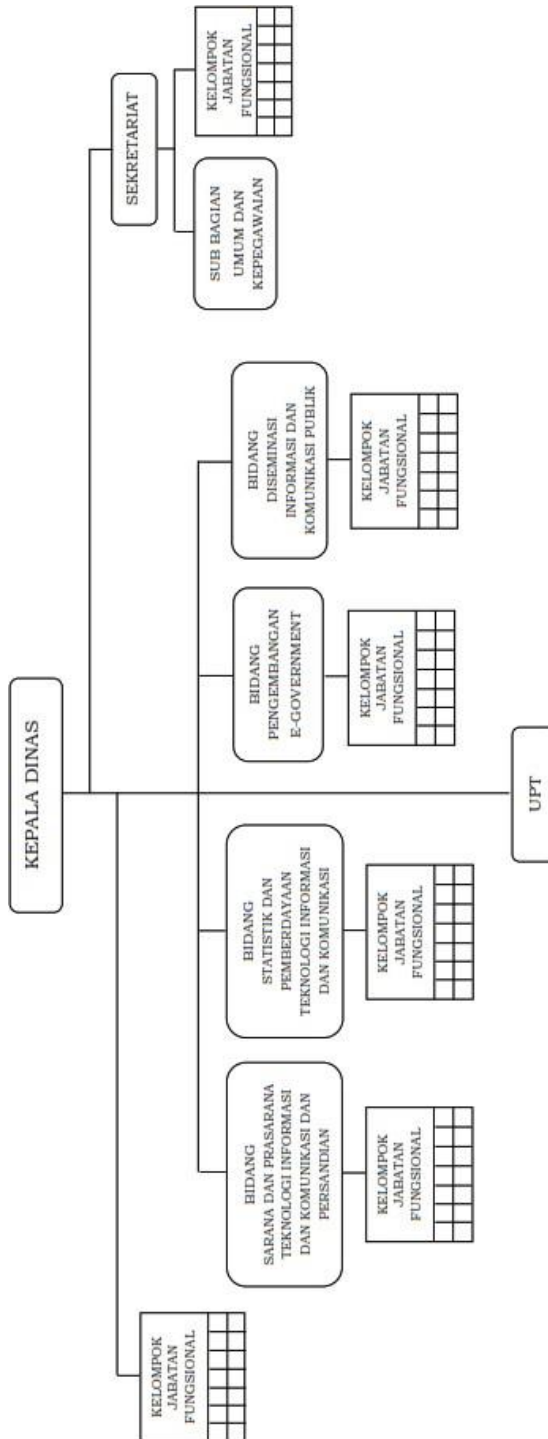 KEPALA DINAS
KELOMPOK
JABATAN
FUNGSIONAL
SEKRETARIAT
SUB BAGIAN
UMUM DAN
KEPEGAWAIAN
KELOMPOK
JABATAN
FUNGSIONAL
BIDANG
SARANA DAN PRASARANA
TEKNOLOGI INFORMASI
DAN KOMUNIKASI DAN
PERSANDIAN
KELOMPOK
JABATAN
FUNGSIONAL
BIDANG
STATISTIK DAN
PEMBERDAYAAN
TEKNOLOGI INFORMASI
DAN KOMUNIKASI
KELOMPOK
JABATAN
FUNGSIONAL
BIDANG
PENGEMBANGAN
E-GOVERNMENT
KELOMPOK
JABATAN
FUNGSIONAL
BIDANG
DISEMINASI
INFORMASI DAN
KOMUNIKASI PUBLIK
KELOMPOK
JABATAN
FUNGSIONAL
UPT